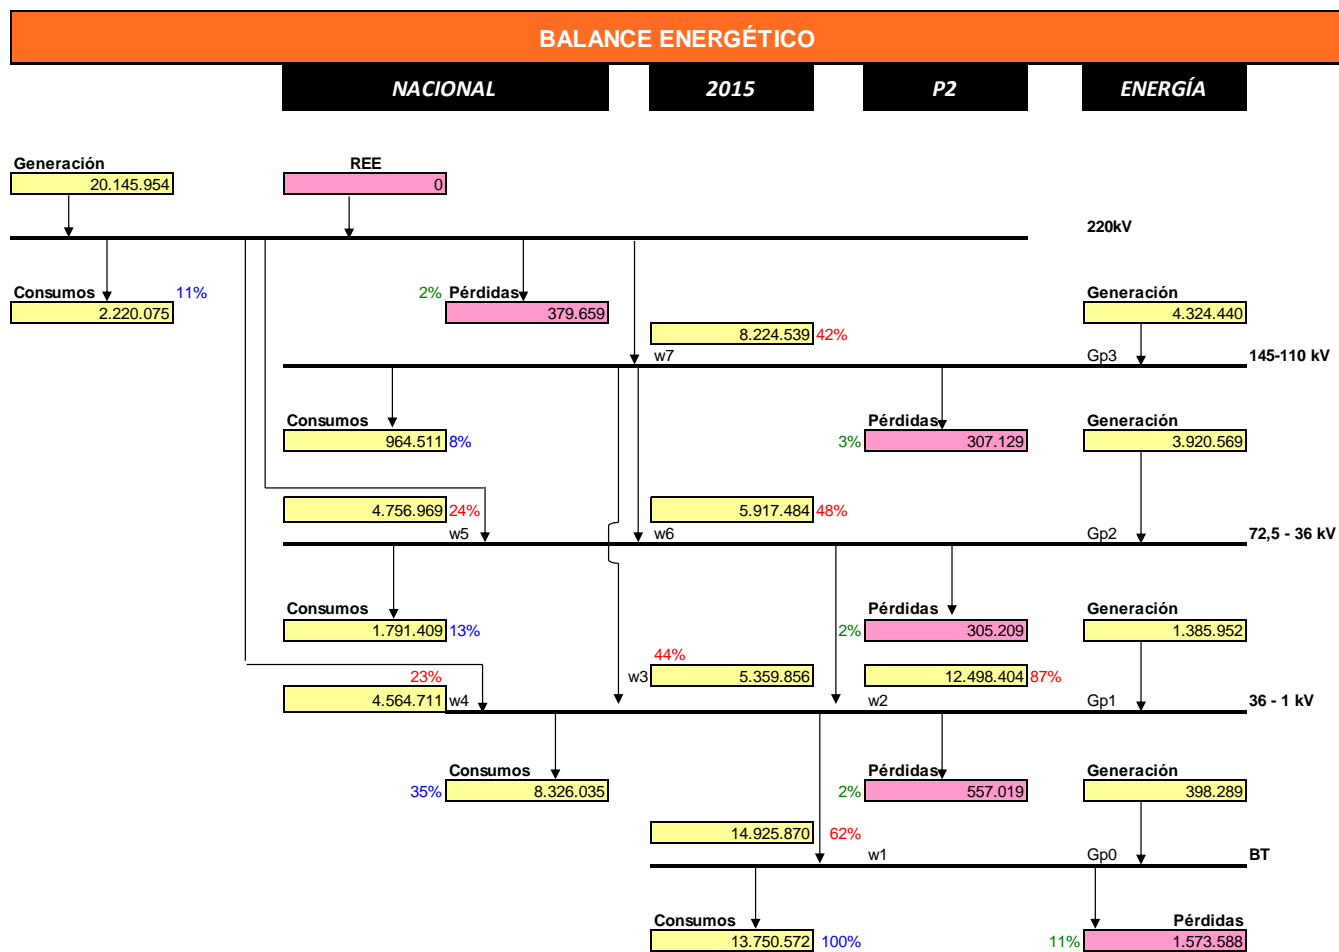 BALANCE ENERGÉTICO
NACIONAL 2015 P2 ENERGÍA
Generación REE
20.145.954 0
220kV
Consumos 11% 2% Pérdidas Generación
2.220.075 379.659 4.324.440
8.224.539 42%
w7 Gp3 145-110 kV
Consumos Pérdidas Generación
964.511 8% 3% 307.129 3.920.569
4.756.969 24% 5.917.484 48%
w5 w6 Gp2 72,5 - 36 kV
Consumos Pérdidas Generación
1.791.409 13% 2% 305.209 1.385.952
44%
23% w3 5.359.856 12.498.404 87%
4.564.711 w4 w2 Gp1 36 - 1 kV
Consumos Pérdidas Generación
35% 8.326.035 2% 557.019 398.289
14.925.870 62%
w1 Gp0 BT
Consumos Pérdidas
13.750.572 100% 11% 1.573.588